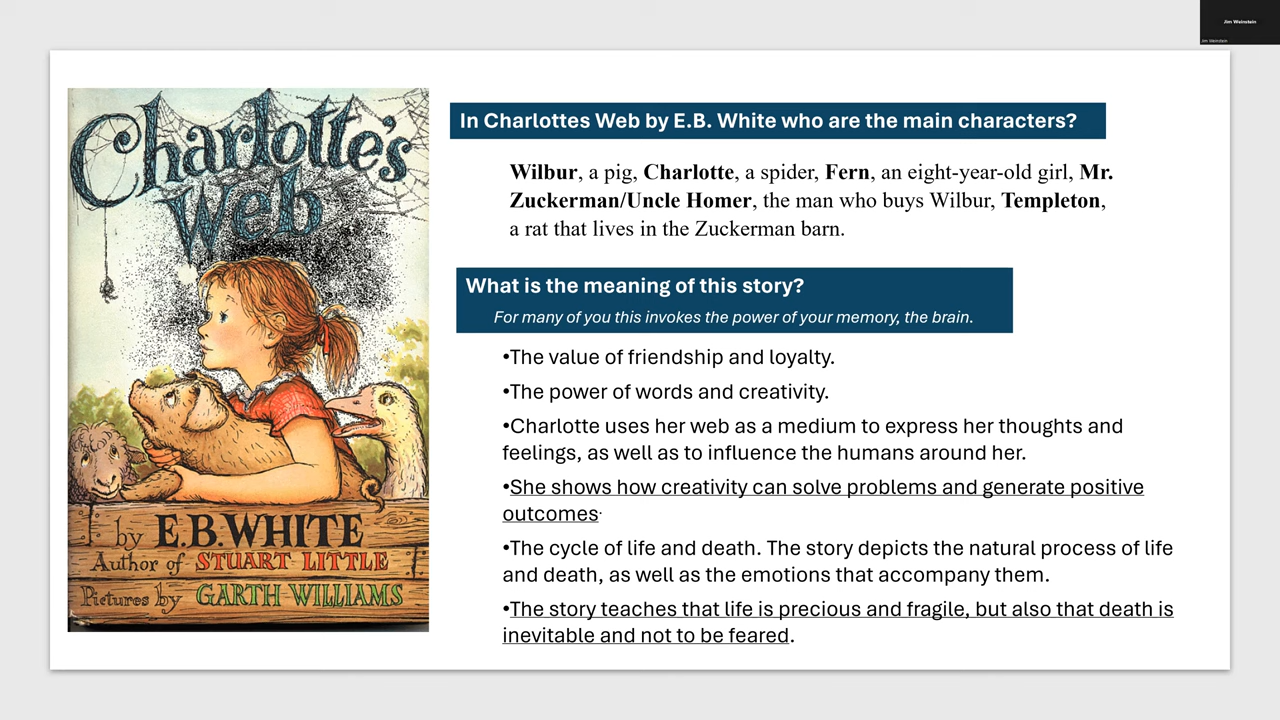 Jim Weinstein
Jim Weinstein
Charlotte's
Web
by E.B. WHITE
Author of STUART LITTLE
Pictures by GARTH WILLIAMS
In Charlottes Web by E.B. White who are the main characters?
Wilbur, a pig, Charlotte, a spider, Fern, an eight-year-old girl, Mr.
Zuckerman/Uncle Homer, the man who buys Wilbur, Templeton,
a rat that lives in the Zuckerman barn.
What is the meaning of this story?
For many of you this invokes the power of your memory, the brain.
•The value of friendship and loyalty.
•The power of words and creativity.
•Charlotte uses her web as a medium to express her thoughts and
feelings, as well as to influence the humans around her.
•She shows how creativity can solve problems and generate positive
outcomes.
•The cycle of life and death. The story depicts the natural process of life
and death, as well as the emotions that accompany them.
•The story teaches that life is precious and fragile, but also that death is
inevitable and not to be feared.